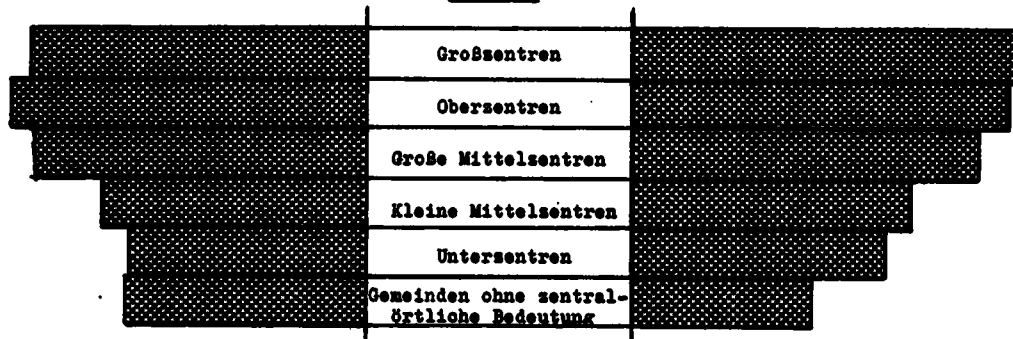 Großzentren
Oberzentren
Große Mittelzentren
Kleine Mittelzentren
Unterzentren
Gemeinden ohne zentral-
örtliche Bedeutung